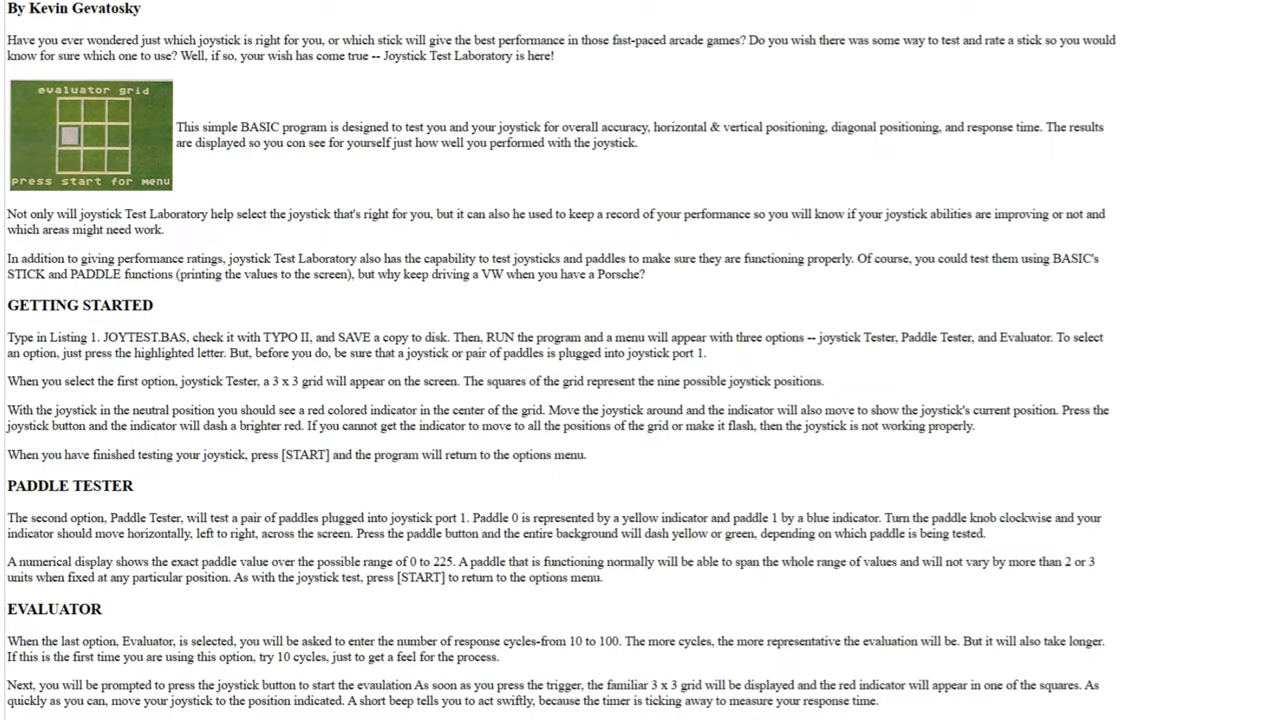 By Kevin Gevatosky
Have you ever wondered just which joystick is right for you, or which stick will give the best performance in those fast-paced arcade games? Do you wish there was some way to test and rate a stick so you would
know for sure which one to use? Well, if so, your wish has come true -- Joystick Test Laboratory is here!
evaluator grid
press start for menu
This simple BASIC program is designed to test you and your joystick for overall accuracy, horizontal & vertical positioning, diagonal positioning, and response time. The results
are displayed so you con see for yourself just how well you performed with the joystick.
Not only will joystick Test Laboratory help select the joystick that's right for you, but it can also he used to keep a record of your performance so you will know if your joystick abilities are improving or not and
which areas might need work.
In addition to giving performance ratings, joystick Test Laboratory also has the capability to test joysticks and paddles to make sure they are functioning properly. Of course, you could test them using BASIC's
STICK and PADDLE functions (printing the values to the screen), but why keep driving a VW when you have a Porsche?
GETTING STARTED
Type in Listing 1. JOYTEST.BAS, check it with TYPO II, and SAVE a copy to disk. Then, RUN the program and a menu will appear with three options -- joystick Tester, Paddle Tester, and Evaluator. To select
an option, just press the highlighted letter. But, before you do, be sure that a joystick or pair of paddles is plugged into joystick port 1.
When you select the first option, joystick Tester, a 3 x 3 grid will appear on the screen. The squares of the grid represent the nine possible joystick positions.
With the joystick in the neutral position you should see a red colored indicator in the center of the grid. Move the joystick around and the indicator will also move to show the joystick's current position. Press the
joystick button and the indicator will dash a brighter red. If you cannot get the indicator to move to all the positions of the grid or make it flash, then the joystick is not working properly.
When you have finished testing your joystick, press [START] and the program will return to the options menu.
PADDLE TESTER
The second option, Paddle Tester, will test a pair of paddles plugged into joystick port 1. Paddle 0 is represented by a yellow indicator and paddle 1 by a blue indicator. Turn the paddle knob clockwise and your
indicator should move horizontally, left to right, across the screen. Press the paddle button and the entire background will dash yellow or green, depending on which paddle is being tested.
A numerical display shows the exact paddle value over the possible range of 0 to 225. A paddle that is functioning normally will be able to span the whole range of values and will not vary by more than 2 or 3
units when fixed at any particular position. As with the joystick test, press [START] to return to the options menu.
EVALUATOR
When the last option, Evaluator, is selected, you will be asked to enter the number of response cycles-from 10 to 100. The more cycles, the more representative the evaluation will be. But it will also take longer.
If this is the first time you are using this option, try 10 cycles, just to get a feel for the process.
Next, you will be prompted to press the joystick button to start the evaulation As soon as you press the trigger, the familiar 3 x 3 grid will be displayed and the red indicator will appear in one of the squares. As
quickly as you can, move your joystick to the position indicated. A short beep tells you to act swiftly, because the timer is ticking away to measure your response time.